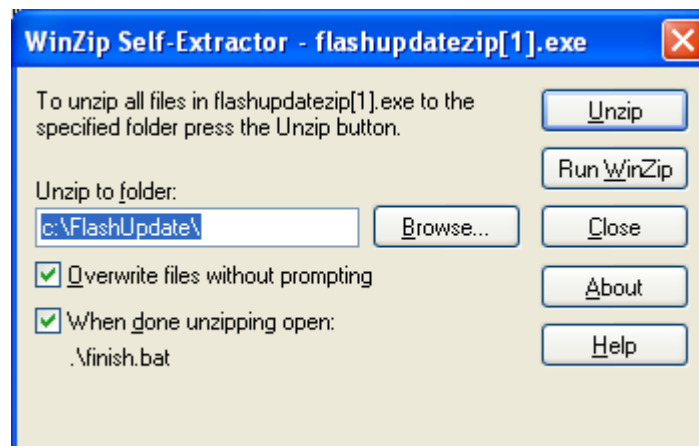 WinZip Self-Extractor - flashupdatezip[1].exe
To unzip all files in flashupdatezip[1].exe to the
specified folder press the Unzip button.
Unzip to folder:
c:\FlashUpdate\
Browse...
Overwrite files without prompting
When done unzipping open:
.\finish.bat
Unzip
Run WinZip
Close
About
Help